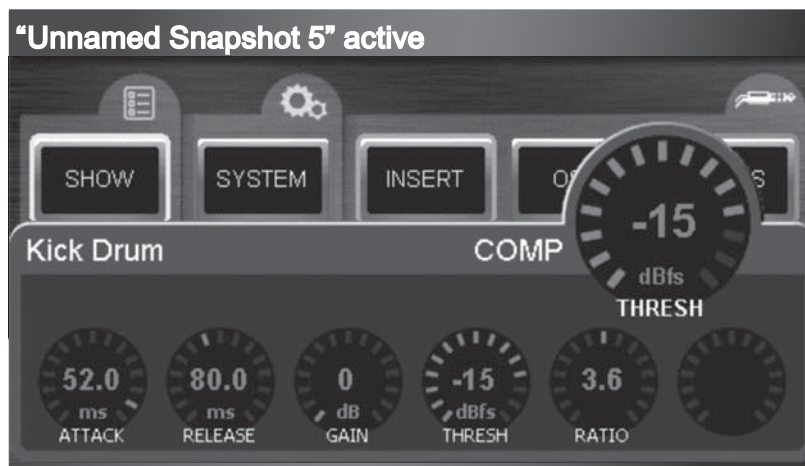 “Unnamed Snapshot 5” active
SHOW
SYSTEM
INSERT
-15
dBfs
THRESH
Kick Drum
COMP
52.0
ms
ATTACK
80.0
ms
RELEASE
0
dB
GAIN
-15
dBfs
THRESH
3.6
RATIO